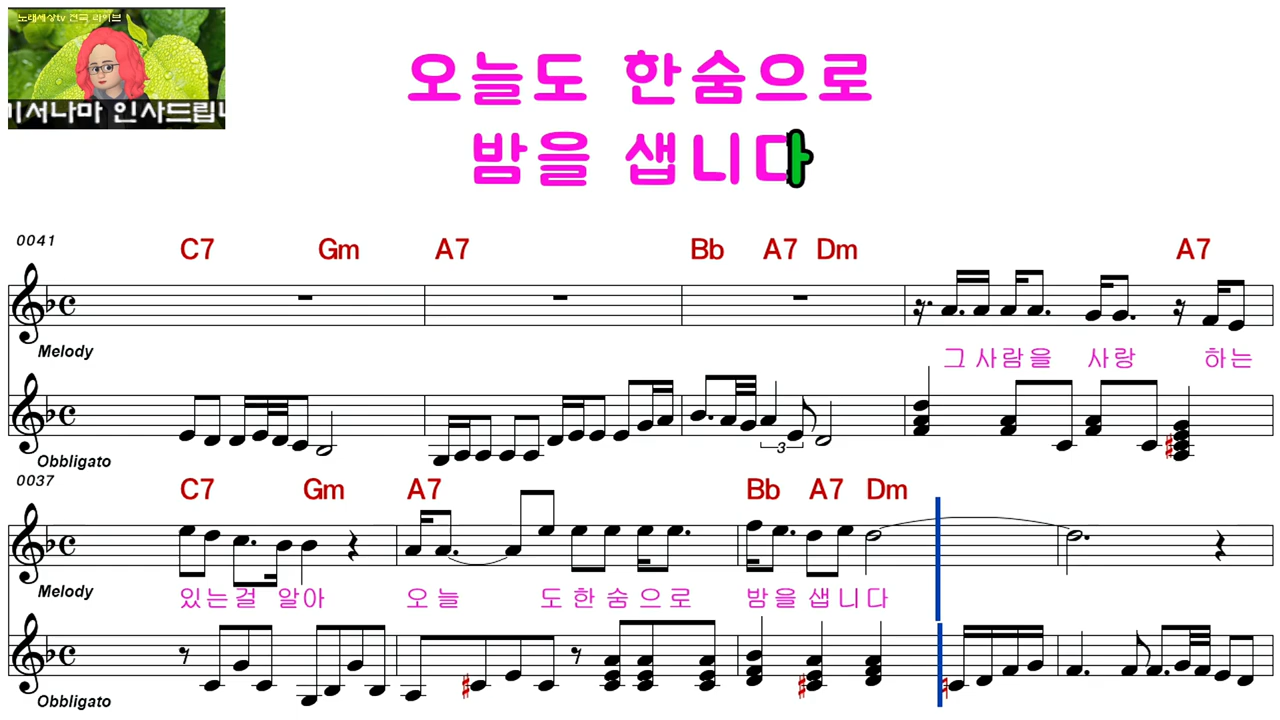 노래세상tv 전국 라이브
미서나마 인사드립니
오늘도 한숨으로
밤을 샙니다
0041
C7 Gm A7 Bb A7 Dm A7
Melody
그 사 람 을 사 랑 하 는
3
Obbligato
0037
C7 Gm A7 Bb A7 Dm
Melody
있 는 걸 알 아 오 늘 도 한 숨 으 로 밤 을 샙 니 다
Obbligato